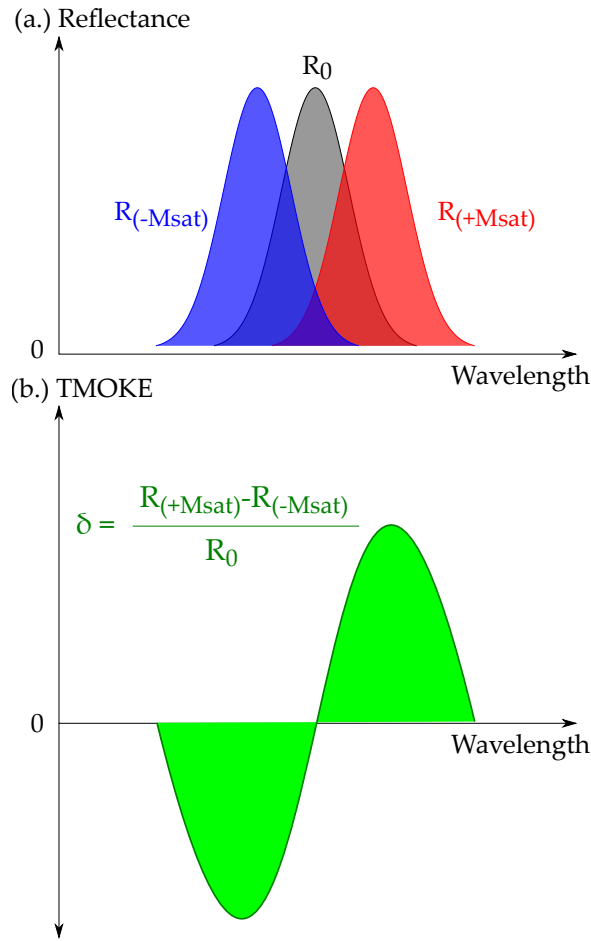 (a.) Reflectance
R0
R(-Msat)
R(+Msat)
0
Wavelength
(b.) TMOKE
δ = R(+Msat)-R(-Msat)
R0
0
Wavelength